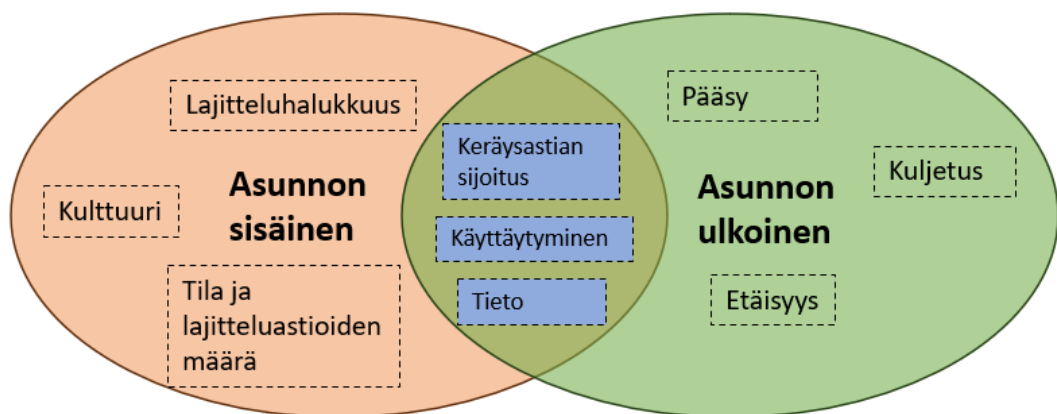 Lajitteluhalukkuus
Asunnon
sisäinen
Kulttuuri
Tila ja
lajitteluastioiden
määrä
Keräysastian
sijoitus
Käyttäytyminen
Tieto
Pääsy
Asunnon
ulkoinen
Kuljetus
Etäisyys